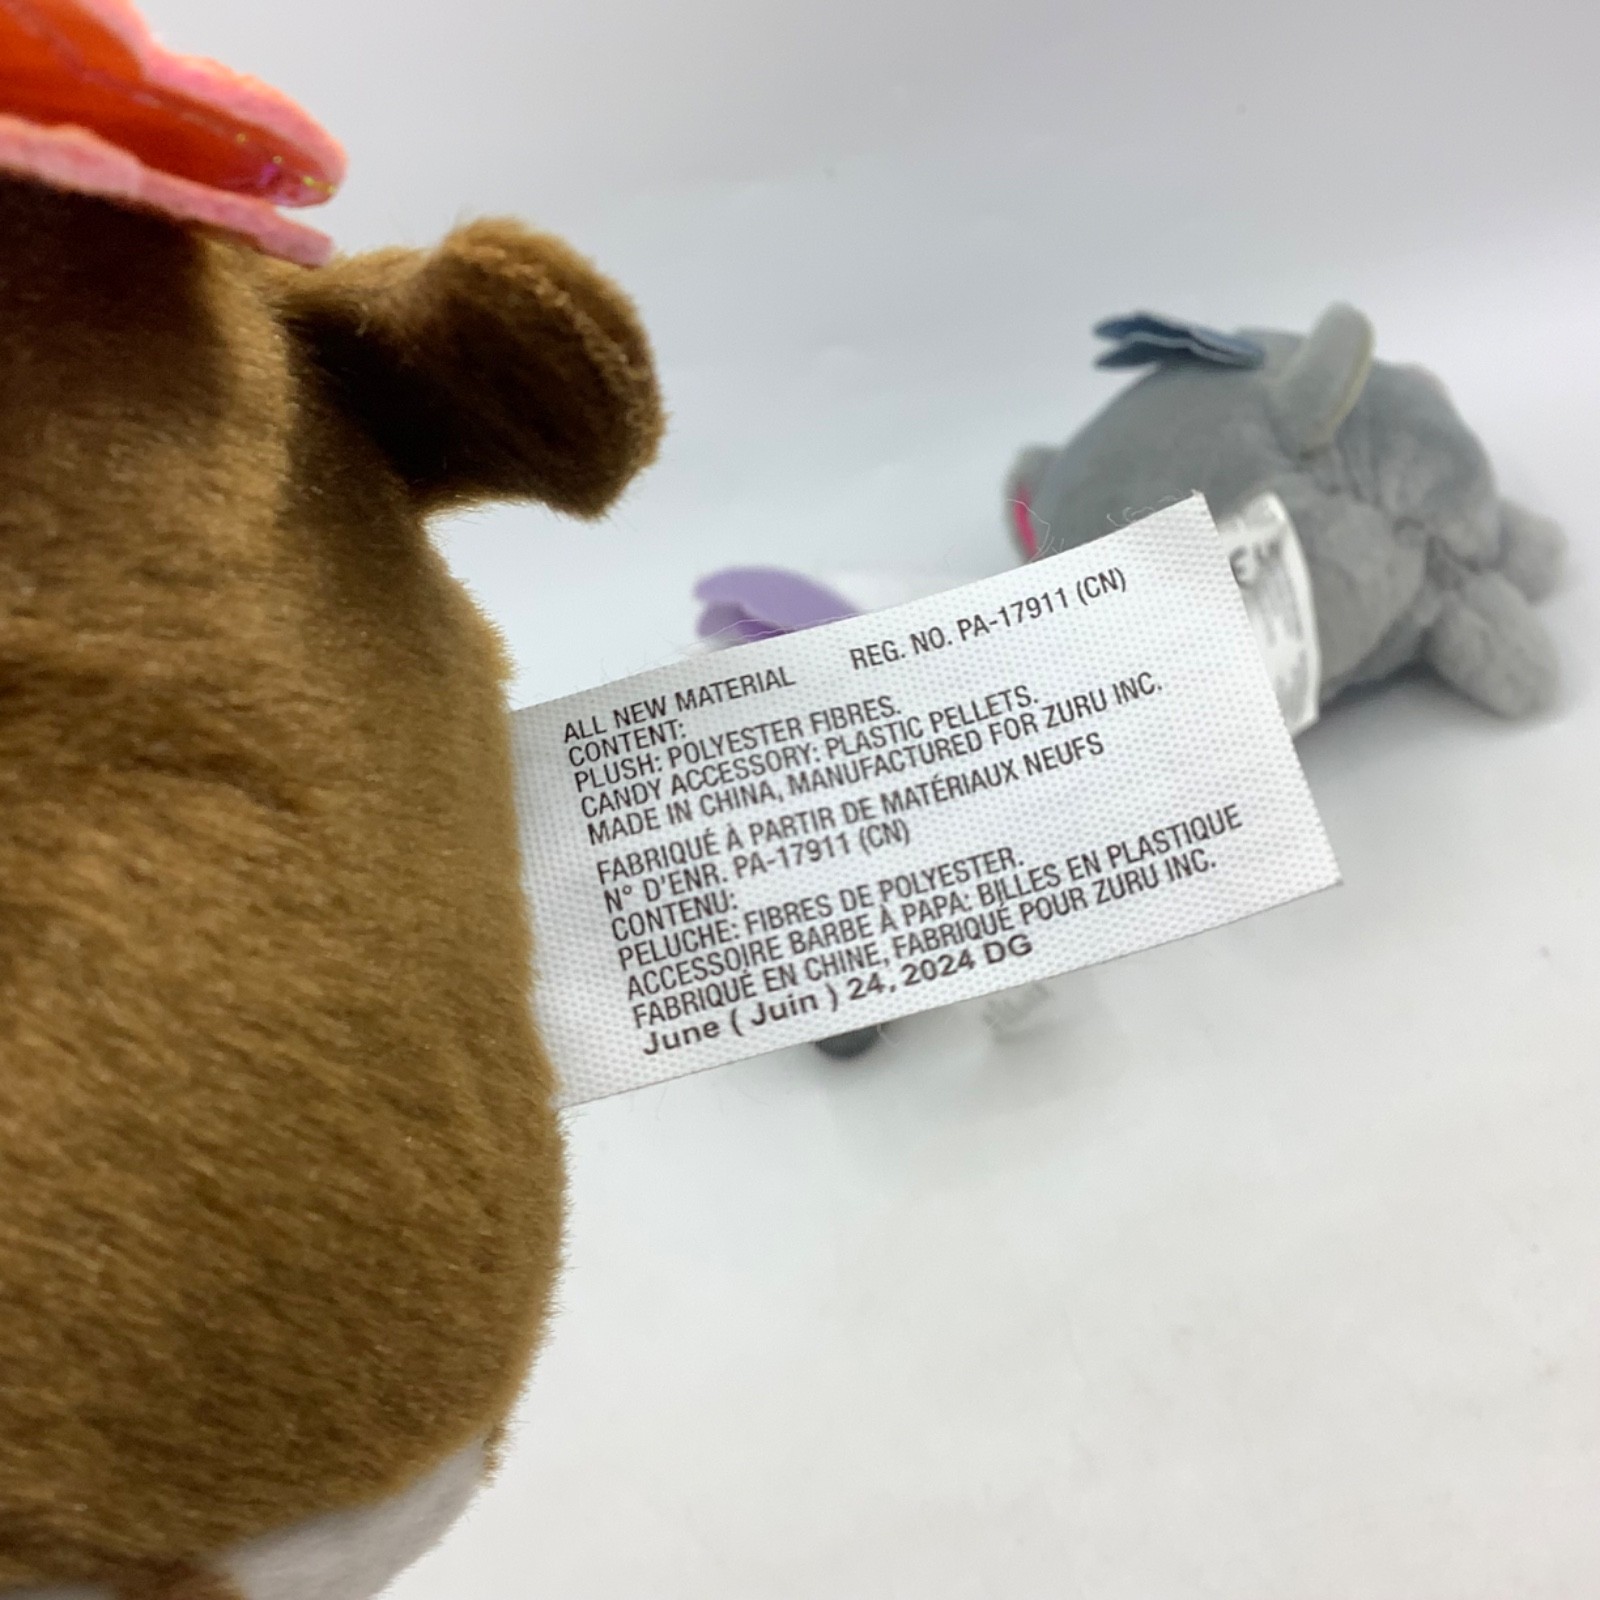 ALL NEW MATERIAL REG. NO. PA-17911 (CN)
CONTENT:
PLUSH: POLYESTER FIBRES.
CANDY ACCESSORY: PLASTIC PELLETS.
MADE IN CHINA, MANUFACTURED FOR ZURU INC.
FABRIQUÉ À PARTIR DE MATÉRIAUX NEUFS
N° D'ENR. PA-17911 (CN)
CONTENU:
PELUCHE: FIBRES DE POLYESTER.
ACCESSOIRE BARBE À PAPA: BILLES EN PLASTIQUE
FABRIQUÉ EN CHINE, FABRIQUÉ POUR ZURU INC.
June ( Juin ) 24, 2024 DG